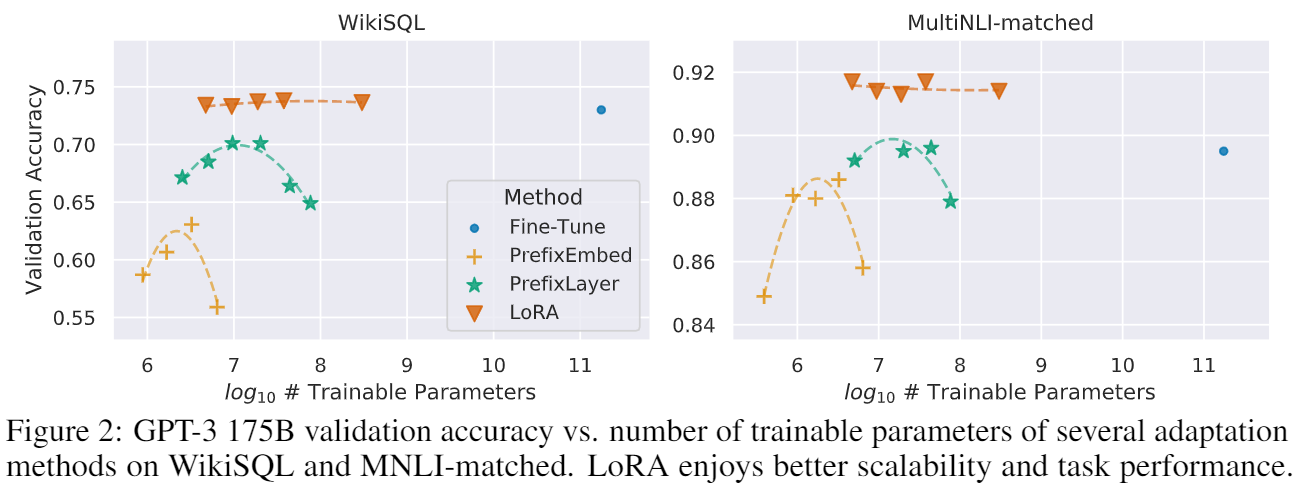 WikiSQL
Validation Accuracy
0.75
0.70
0.65
0.60
0.55
6 7 8 9 10 11
log10 # Trainable Parameters
Method
Fine-Tune
PrefixEmbed
PrefixLayer
LoRA
MultiNLI-matched
0.92
0.90
0.88
0.86
0.84
6 7 8 9 10 11
log10 # Trainable Parameters
Figure 2: GPT-3 175B validation accuracy vs. number of trainable parameters of several adaptation
methods on WikiSQL and MNLI-matched. LoRA enjoys better scalability and task performance.